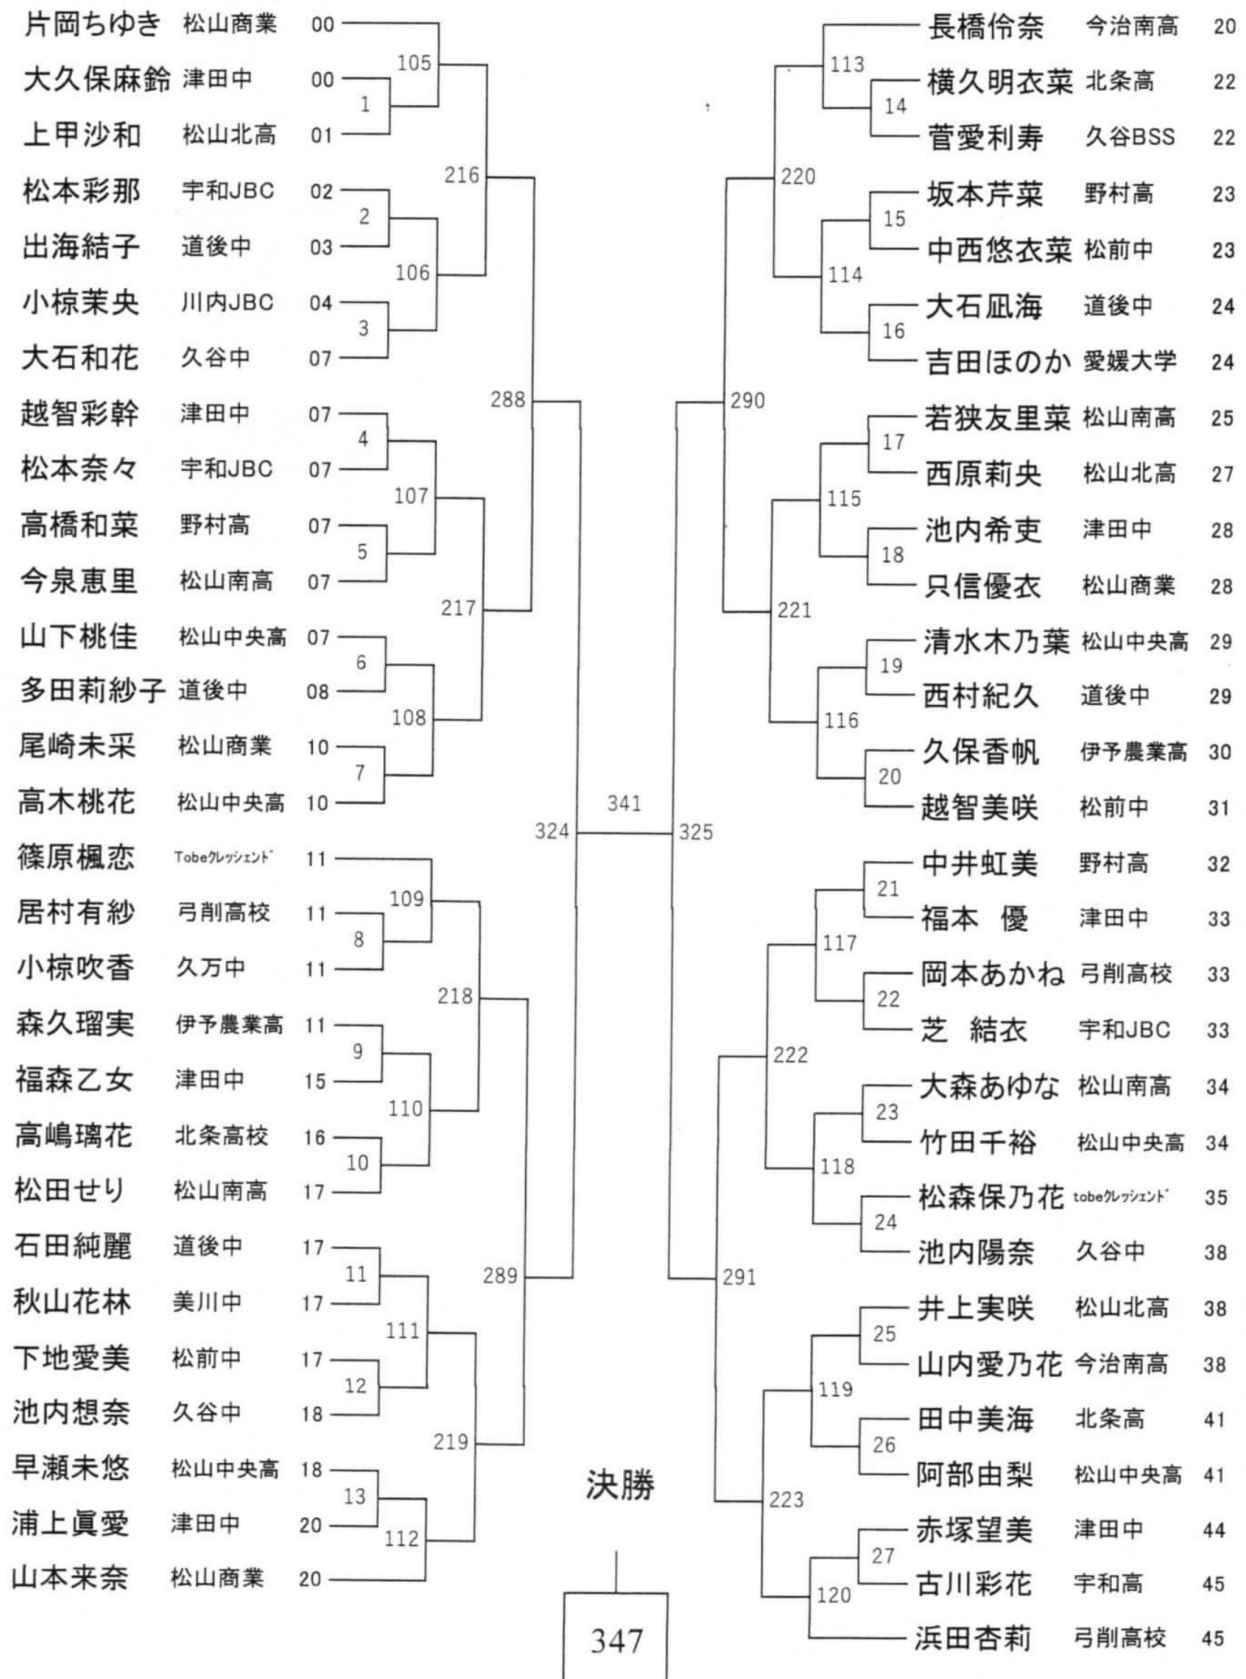 片岡ちゆき 松山商業 00
大久保麻鈴 津田中 00
上甲沙和 松山北高 01
松本彩那 宇和JBC 02
出海結子 道後中 03
小椋茉央 川内JBC 04
大石和花 久谷中 07
越智彩幹 津田中 07
松本奈々 宇和JBC 07
高橋和菜 野村高 07
今泉恵里 松山南高 07
山下桃佳 松山中央高 07
多田莉紗子 道後中 08
尾崎未采 松山商業 10
高木桃花 松山中央高 10
篠原楓恋 Tobeクレッシェンド 11
居村有紗 弓削高校 11
小椋吹香 久万中 11
森久瑠実 伊予農業高 11
福森乙女 津田中 15
高嶋璃花 北条高校 16
松田せり 松山南高 17
石田純麗 道後中 17
秋山花林 美川中 17
下地愛美 松前中 17
池内想奈 久谷中 18
早瀬未悠 松山中央高 18
浦上眞愛 津田中 20
山本来奈 松山商業 20
1
2
3
4
5
6
7
8
9
10
11
12
13
105
106
107
108
109
110
111
112
216
217
218
219
288
289
324
341
325
決勝
347
290
291
220
221
222
223
113
114
115
116
117
118
119
120
14
15
16
17
18
19
20
21
22
23
24
25
26
27
長橋伶奈 今治南高 20
横久明衣菜 北条高 22
菅愛利寿 久谷BSS 22
坂本芹菜 野村高 23
中西悠衣菜 松前中 23
大石凪海 道後中 24
吉田ほのか 愛媛大学 24
若狭友里菜 松山南高 25
西原莉央 松山北高 27
池内希吏 津田中 28
只信優衣 松山商業 28
清水木乃葉 松山中央高 29
西村紀久 道後中 29
久保香帆 伊予農業高 30
越智美咲 松前中 31
中井虹美 野村高 32
福本 優 津田中 33
岡本あかね 弓削高校 33
芝 結衣 宇和JBC 33
大森あゆな 松山南高 34
竹田千裕 松山中央高 34
松森保乃花 tobeクレッシェンド 35
池内陽奈 久谷中 38
井上実咲 松山北高 38
山内愛乃花 今治南高 38
田中美海 北条高 41
阿部由梨 松山中央高 41
赤塚望美 津田中 44
古川彩花 宇和高 45
浜田杏莉 弓削高校 45